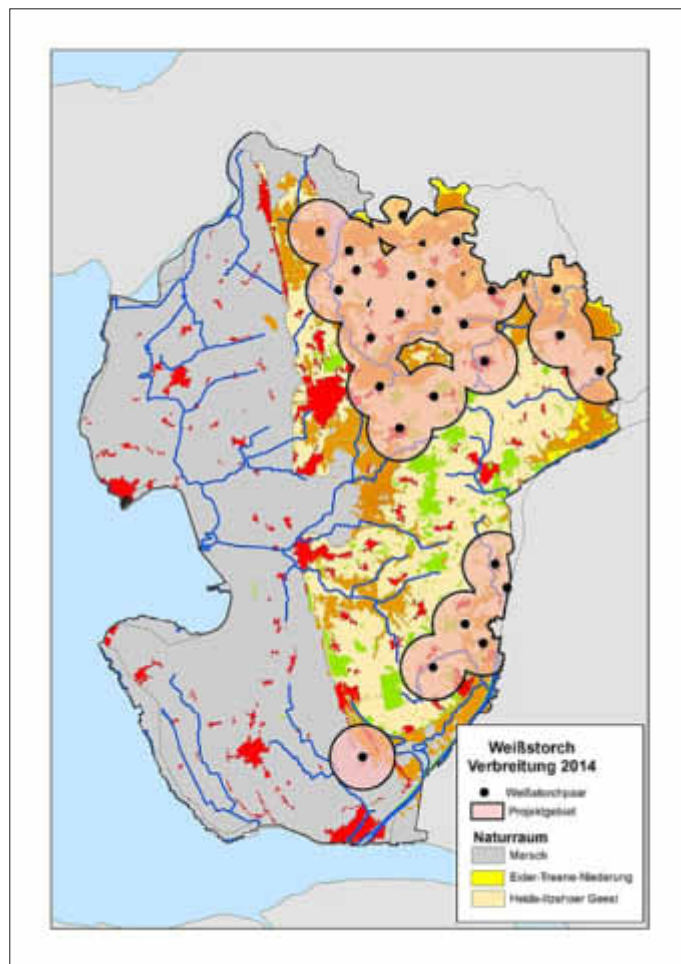 Weißstorch
Verbreitung 2014
Weißstorchpaar
Projektgebiet
Naturraum
Marsch
Eider-Treene-Niederung
Heide-Itzehoer Geest